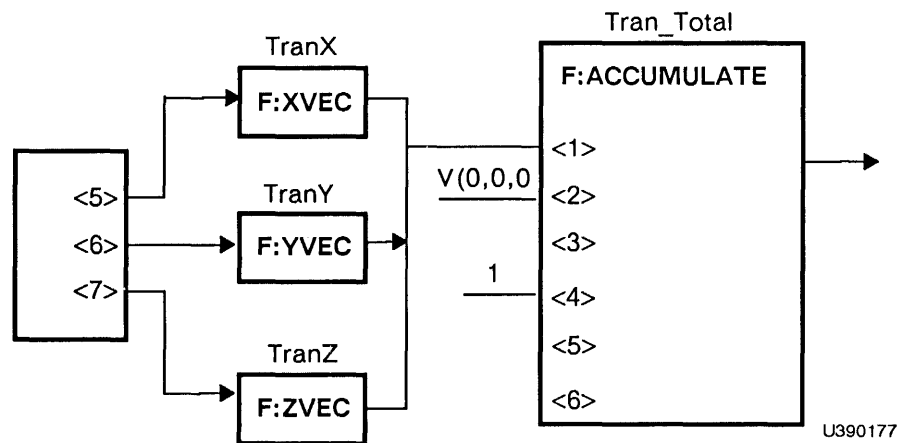 Tran_Total
TranX
F:XVEC
F:ACCUMULATE
<5>
<6>
<7>
TranY
F:YVEC
TranZ
F:ZVEC
<1>
V(0,0,0
<2>
<3>
1
<4>
<5>
<6>
U390177